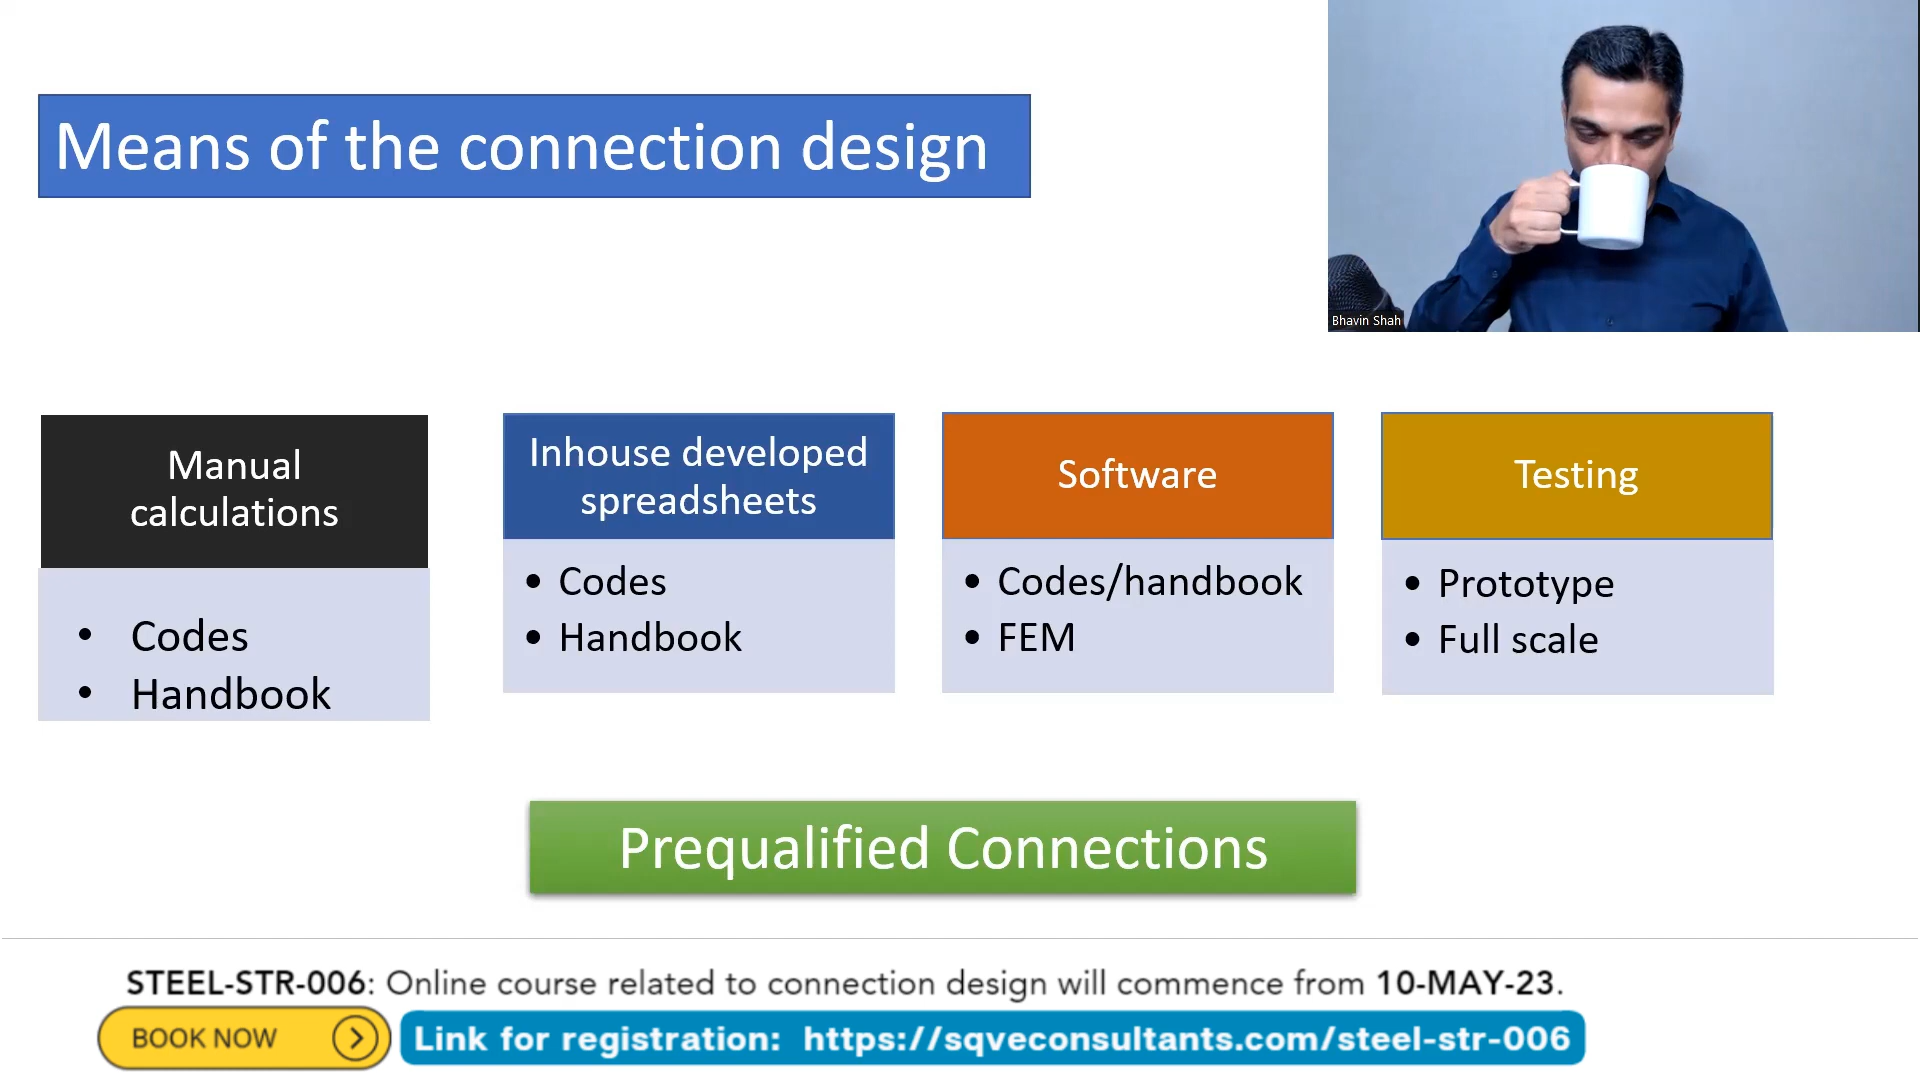 Means of the connection design
Bhavin Shah
Manual
calculations
• Codes
• Handbook
Inhouse developed
spreadsheets
• Codes
• Handbook
Software
• Codes/handbook
• FEM
Testing
• Prototype
• Full scale
Prequalified Connections
STEEL-STR-006: Online course related to connection design will commence from 10-MAY-23.
BOOK NOW
Link for registration: https://sqveconsultants.com/steel-str-006